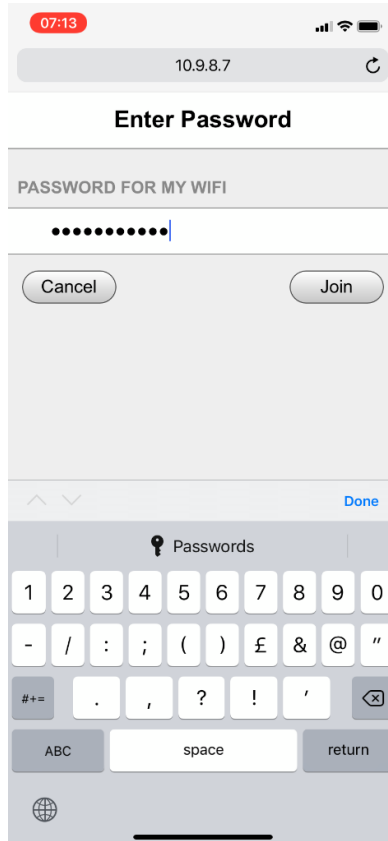 07:13
10.9.8.7
Enter Password
PASSWORD FOR MY WIFI
•••••••••••
Cancel Join
Done
Passwords
1 2 3 4 5 6 7 8 9 0
- / : ; ( ) £ & @ "
#+= . , ? ! ′
ABC space return